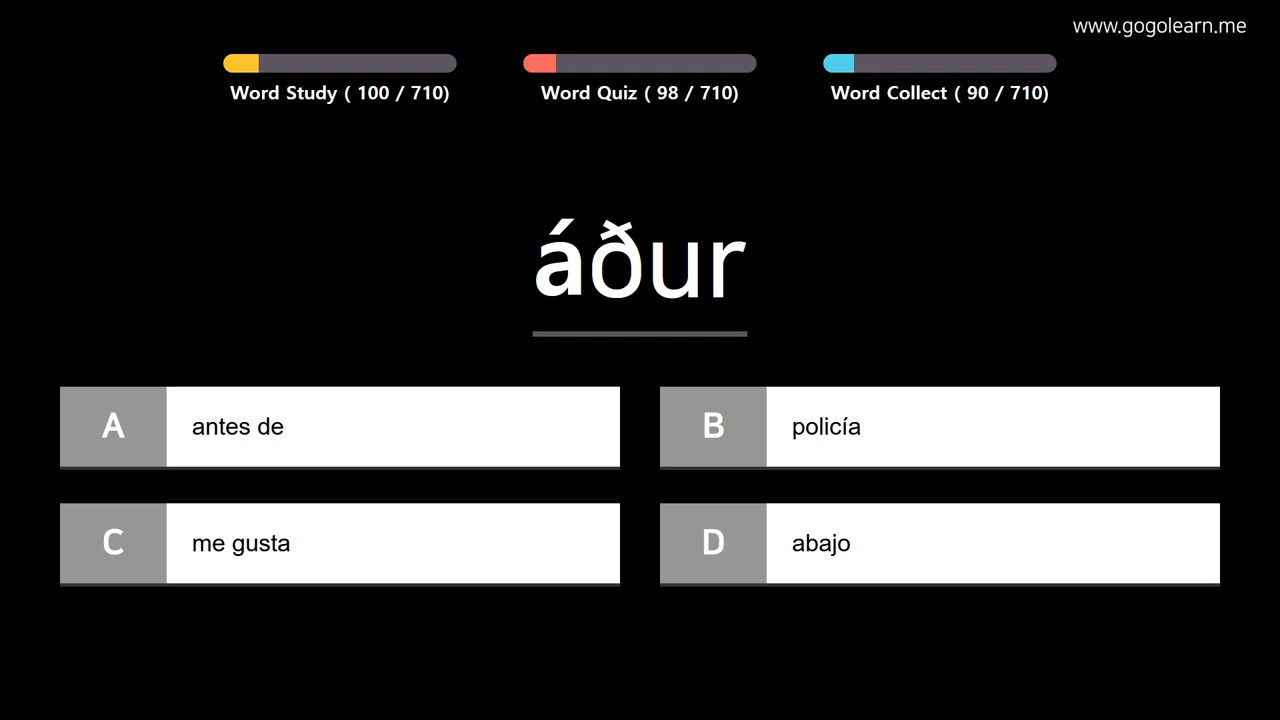 www.gogolearn.me
Word Study ( 100 / 710)
Word Quiz ( 98 / 710)
Word Collect ( 90 / 710)
áður
A antes de
B policía
C me gusta
D abajo